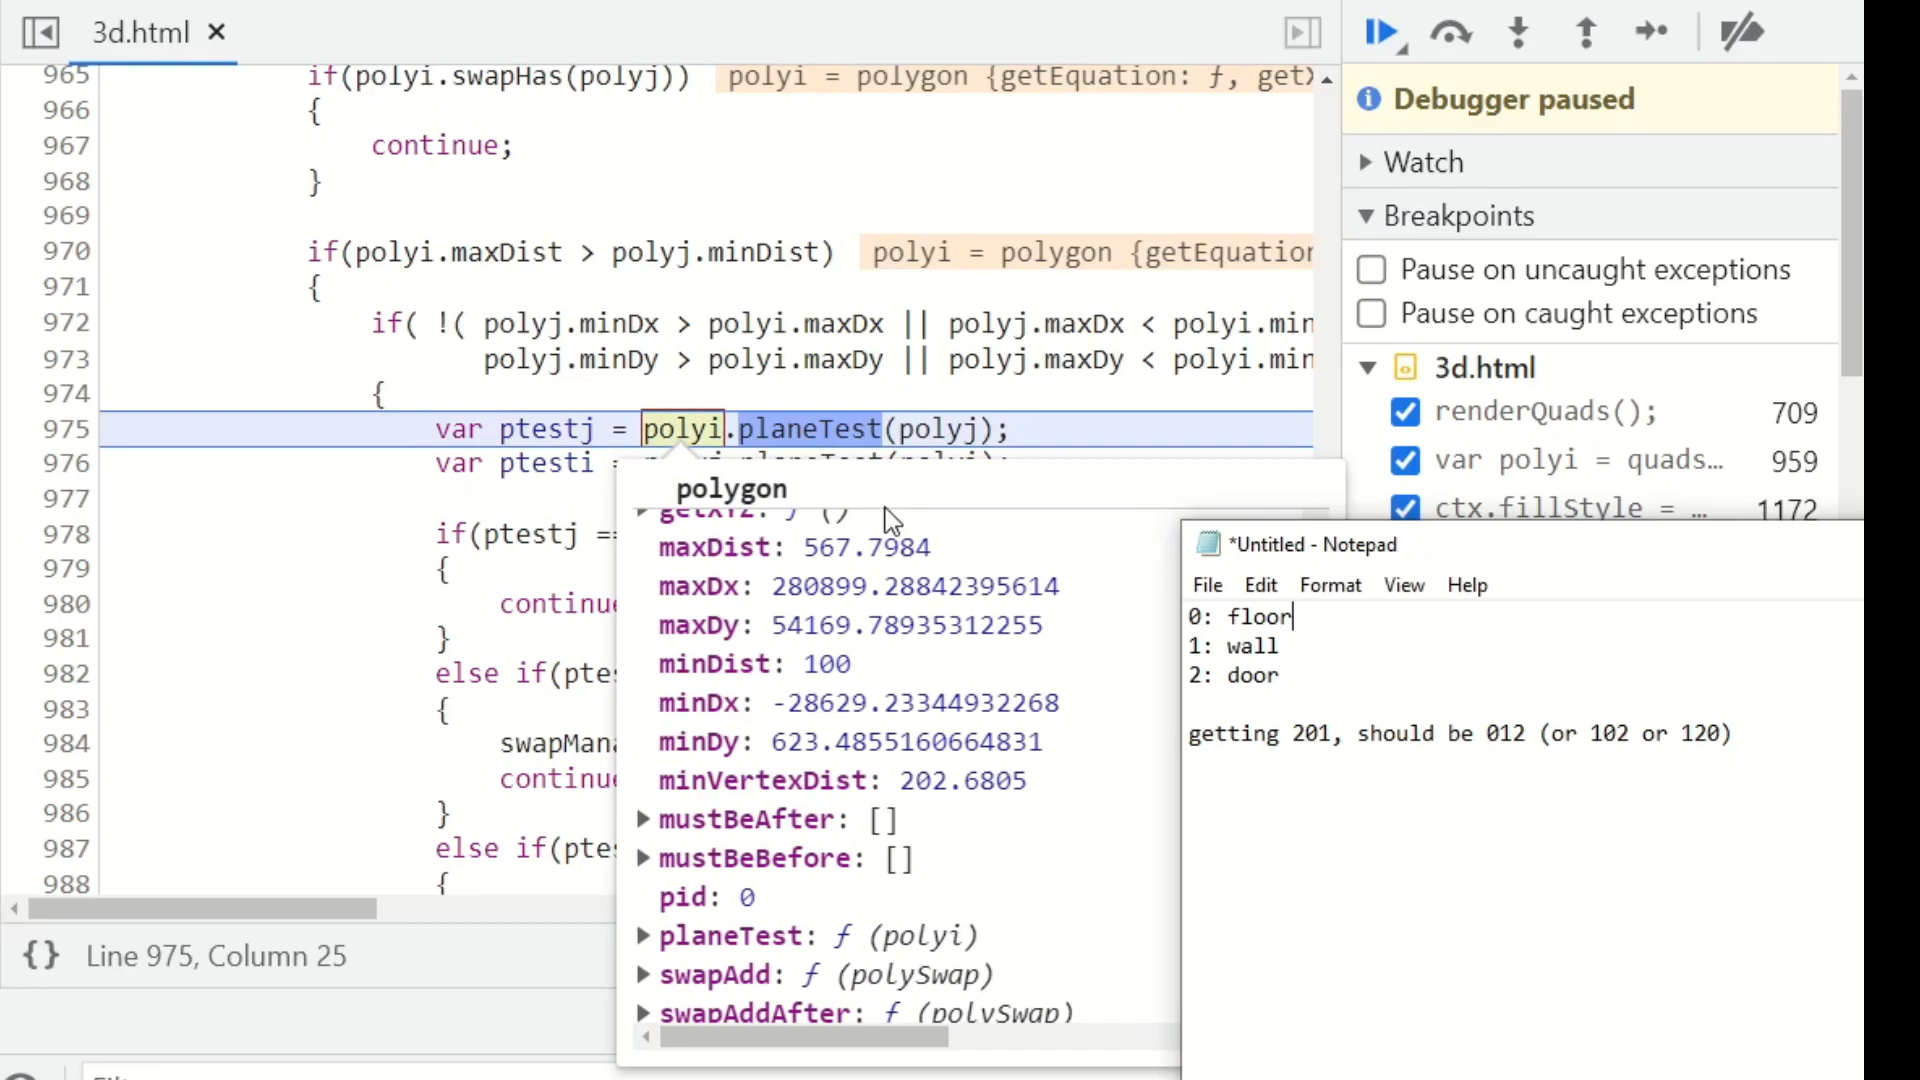 3d.html
965 if(polyi.swapHas(polyj)) polyi = polygon {getEquation: ƒ, get
966 {
967 continue;
968 }
969
970 if(polyi.maxDist > polyj.minDist) polyi = polygon {getEquation
971 {
972 if( !( polyj.minDx > polyi.maxDx || polyj.maxDx < polyi.min
973 polyj.minDy > polyi.maxDy || polyj.maxDy < polyi.min
974 {
975 var ptestj = polyi.planeTest(polyj);
976 var ptesti
977
978 if(ptestj ==
979 {
980 continue
981 }
982 else if(ptes
983 {
984 swapMana
985 continue
986 }
987 else if(ptes
988 {
{} Line 975, Column 25
polygon
getXYZ: ƒ ()
maxDist: 567.7984
maxDx: 280899.28842395614
maxDy: 54169.78935312255
minDist: 100
minDx: -28629.23344932268
minDy: 623.4855160664831
minVertexDist: 202.6805
mustBeAfter: []
mustBeBefore: []
pid: 0
planeTest: ƒ (polyi)
swapAdd: ƒ (polySwap)
swapAddAfter: ƒ (polySwap)
Debugger paused
Watch
Breakpoints
Pause on uncaught exceptions
Pause on caught exceptions
3d.html
renderQuads(); 709
var polyi = quads… 959
ctx.fillStyle = … 1172
*Untitled - Notepad
File Edit Format View Help
0: floor
1: wall
2: door
getting 201, should be 012 (or 102 or 120)